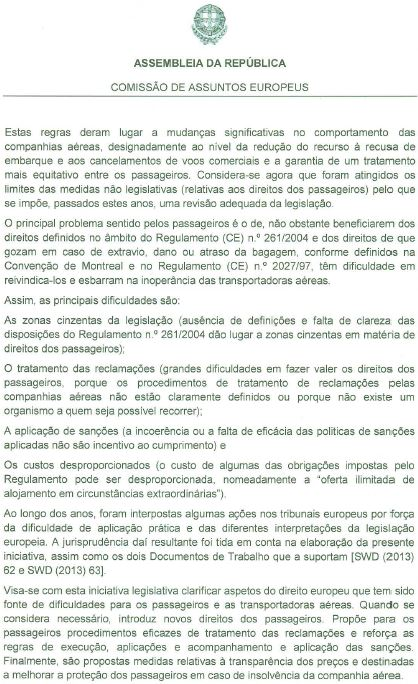 ASSEMBLEIA DA REPÚBLICA
COMISSÃO DE ASSUNTOS EUROPEUS
Estas regras deram lugar a mudanças significativas no comportamento das
companhias aéreas, designadamente ao nível da redução do recurso à recusa de
embarque e aos cancelamentos de voos comerciais e a garantia de um tratamento
mais equitativo entre os passageiros. Considera-se agora que foram atingidos os
limites das medidas não legislativas (relativas aos direitos dos passageiros) pelo que
se impõe, passados estes anos, uma revisão adequada da legislação.
O principal problema sentido pelos passageiros é o de, não obstante beneficiarem dos
direitos definidos no âmbito do Regulamento (CE) n.º 261/2004 e dos direitos de que
gozam em caso de extravio, dano ou atraso da bagagem, conforme definidos na
Convenção de Montreal e no Regulamento (CE) n.º 2027/97, têm dificuldade em
reivindica-los e esbarram na inoperância das transportadoras aéreas.
Assim, as principais dificuldades são:
As zonas cinzentas da legislação (ausência de definições e falta de clareza das
disposições do Regulamento n.º 261/2004 dão lugar a zonas cinzentas em matéria de
direitos dos passageiros);
O tratamento das reclamações (grandes dificuldades em fazer valer os direitos dos
passageiros, porque os procedimentos de tratamento de reclamações pelas
companhias aéreas não estão claramente definidos ou porque não existe um
organismo a quem seja possível recorrer);
A aplicação de sanções (a incoerência ou a falta de eficácia das politicas de sanções
aplicadas não são incentivo ao cumprimento) e
Os custos desproporcionados (o custo de algumas das obrigações impostas pelo
Regulamento pode ser desproporcionada, nomeadamente a “oferta ilimitada de
alojamento em circunstâncias extraordinárias”).
Ao longo dos anos, foram interpostas algumas ações nos tribunais europeus por força
da dificuldade de aplicação prática e das diferentes interpretações da legislação
europeia. A jurisprudência daí resultante foi tida em conta na elaboração da presente
iniciativa, assim como os dois Documentos de Trabalho que a suportam [SWD (2013)
62 e SWD (2013) 63].
Visa-se com esta iniciativa legislativa clarificar aspetos do direito europeu que tem sido
fonte de dificuldades para os passageiros e as transportadoras aéreas. Quando se
considera necessário, introduz novos direitos dos passageiros. Propõe para os
passageiros procedimentos eficazes de tratamento das reclamações e reforça as
regras de execução, aplicações e acompanhamento e aplicação das sanções.
Finalmente, são propostas medidas relativas à transparência dos preços e destinadas
a melhorar a proteção dos passageiros em caso de insolvência da companhia aérea.